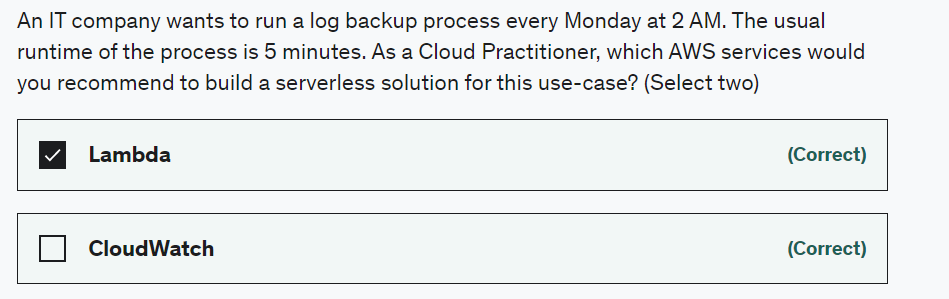 An IT company wants to run a log backup process every Monday at 2 AM. The usual
runtime of the process is 5 minutes. As a Cloud Practitioner, which AWS services would
you recommend to build a serverless solution for this use-case? (Select two)
Lambda (Correct)
CloudWatch (Correct)